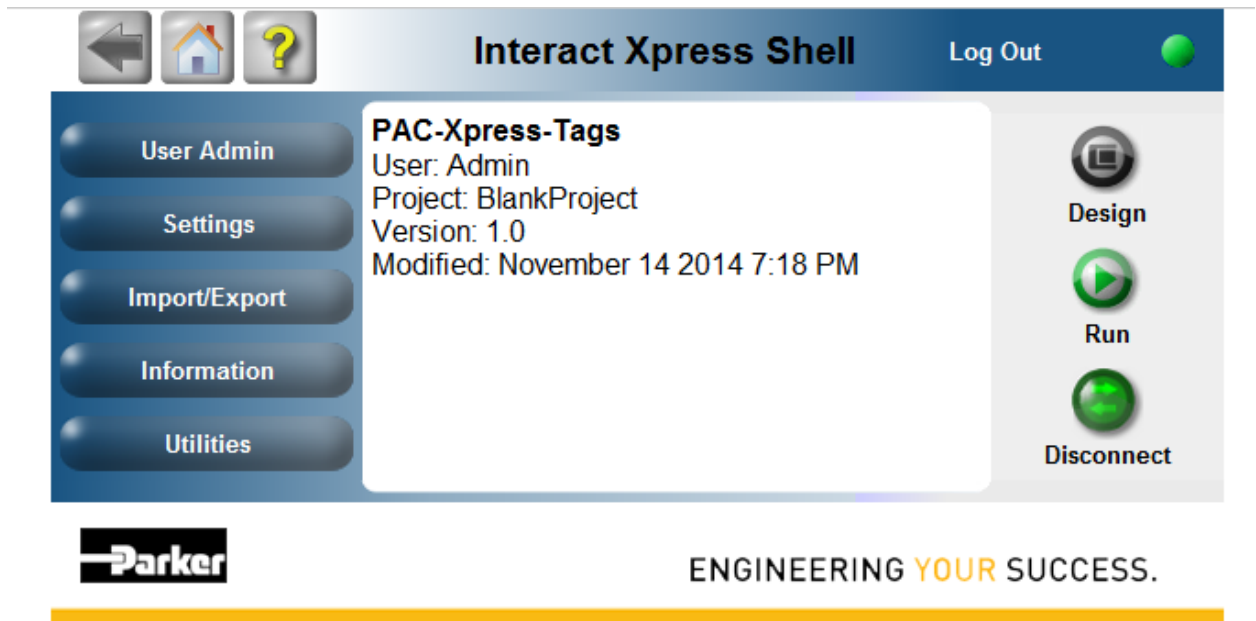 Interact Xpress Shell
Log Out
User Admin
Settings
Import/Export
Information
Utilities
PAC-Xpress-Tags
User: Admin
Project: BlankProject
Version: 1.0
Modified: November 14 2014 7:18 PM
Design
Run
Disconnect
Parker
ENGINEERING YOUR SUCCESS.